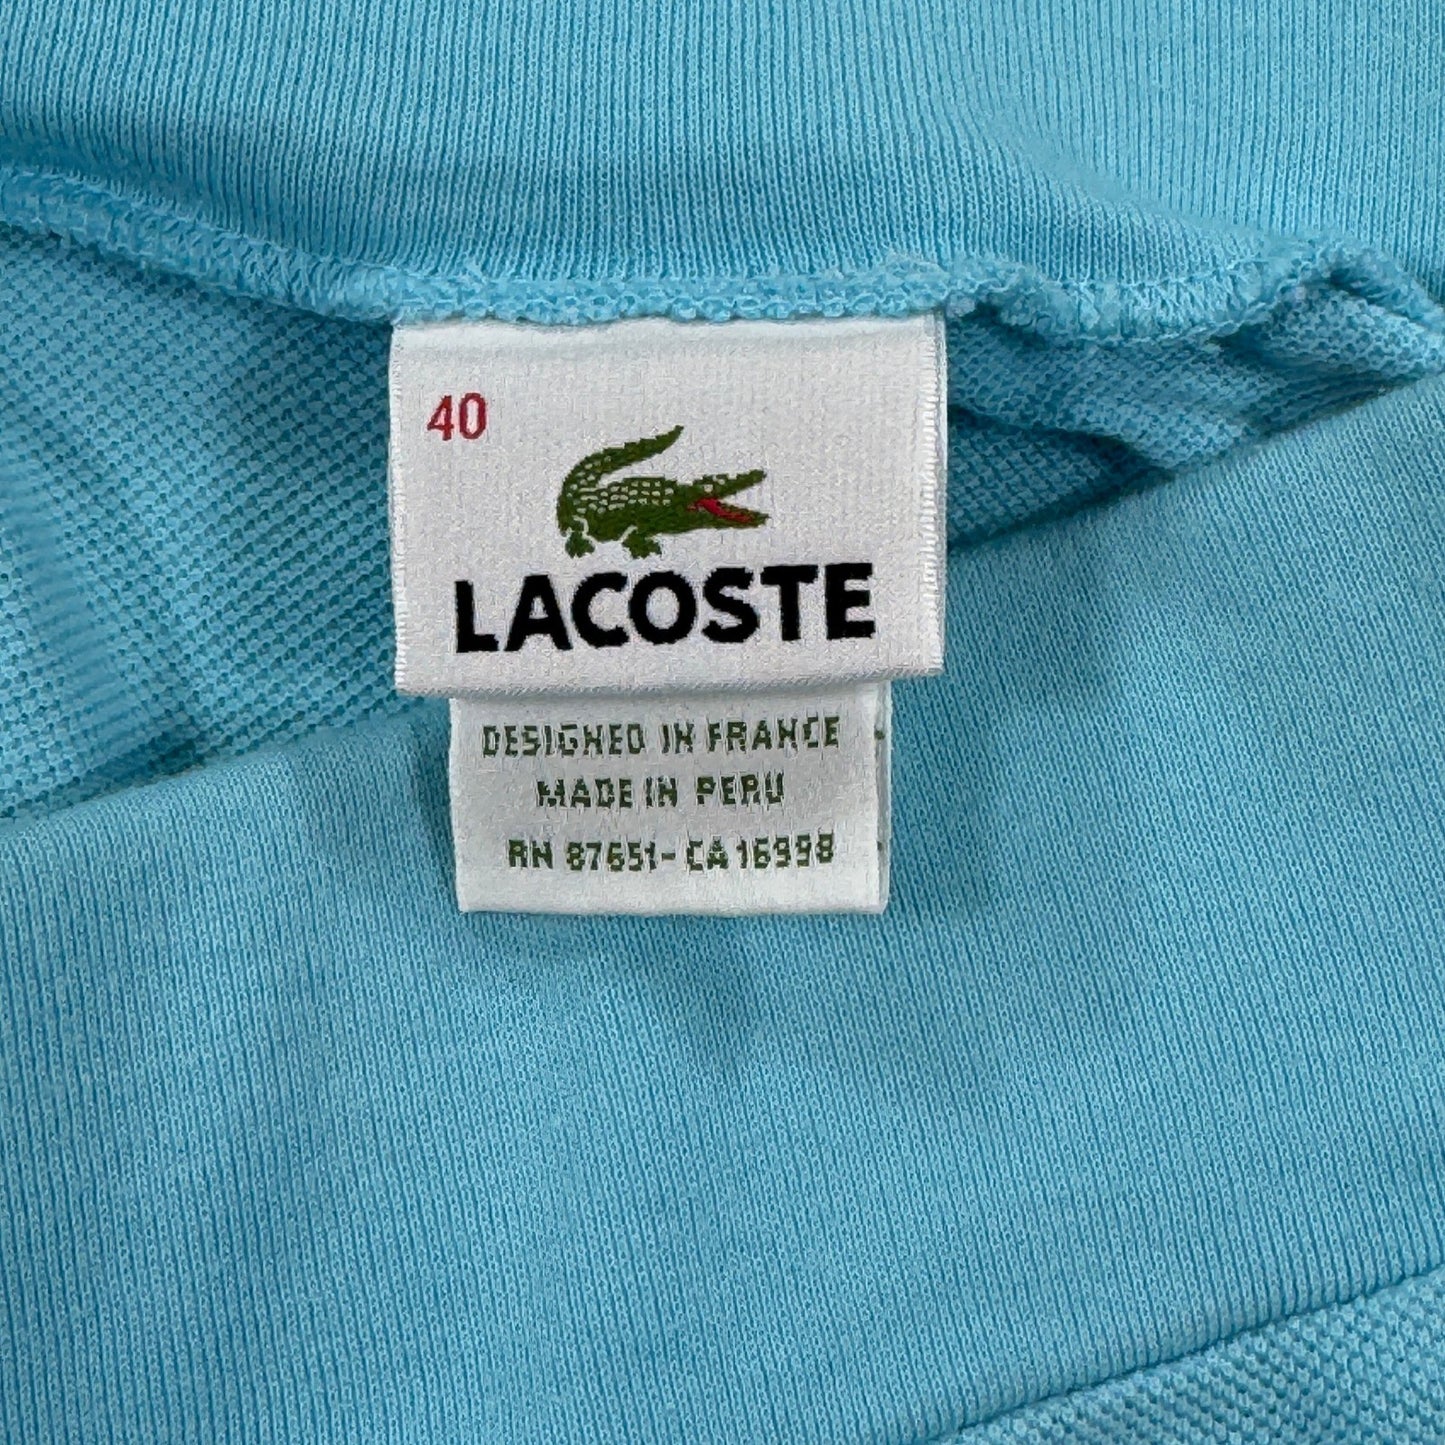 40
LACOSTE
DESIGNED IN FRANCE
MADE IN PERU
RN 87651-CA 16998